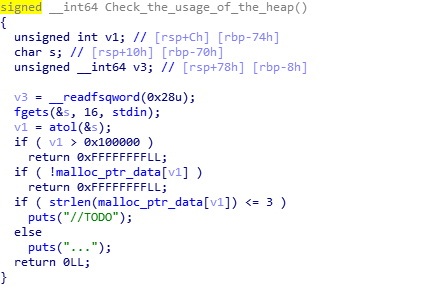 signed __int64 Check_the_usage_of_the_heap()
{
  unsigned int v1; // [rsp+Ch] [rbp-74h]
  char s; // [rsp+10h] [rbp-70h]
  unsigned __int64 v3; // [rsp+78h] [rbp-8h]

  v3 = __readfsqword(0x28u);
  fgets(&s, 16, stdin);
  v1 = atol(&s);
  if ( v1 > 0x100000 )
    return 0xFFFFFFFFLL;
  if ( !malloc_ptr_data[v1] )
    return 0xFFFFFFFFLL;
  if ( strlen(malloc_ptr_data[v1]) <= 3 )
    puts("//TODO");
  else
    puts("...");
  return 0LL;
}